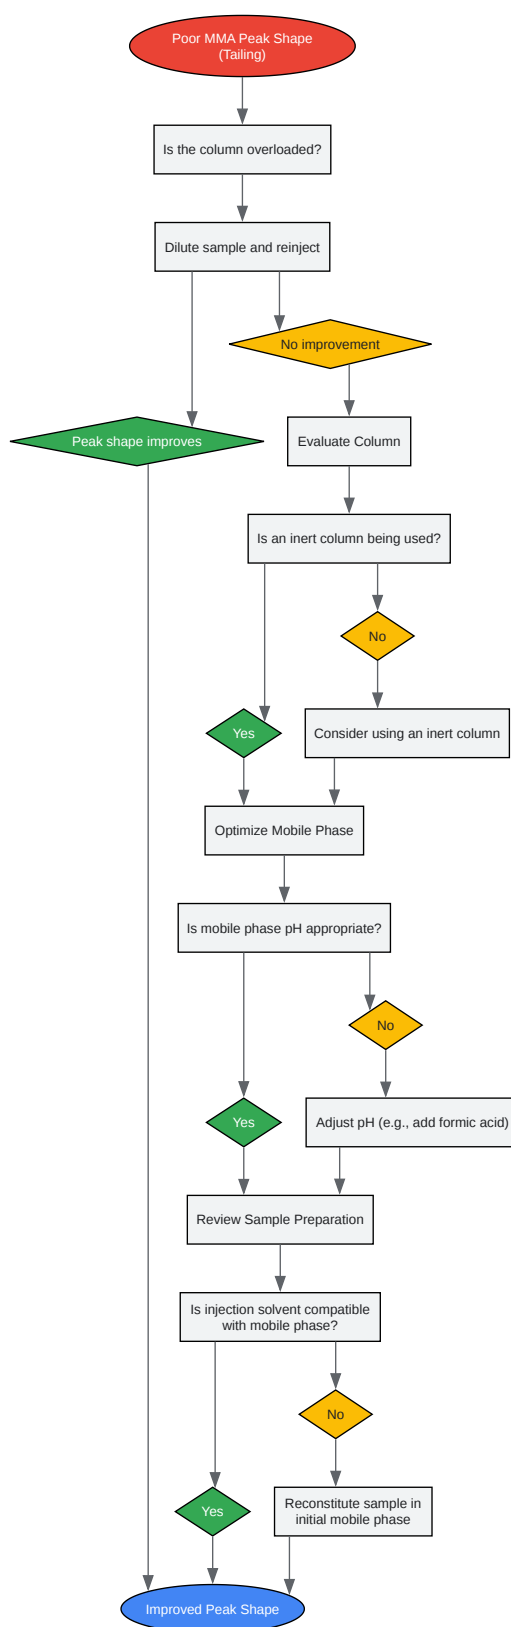 Poor MMA Peak Shape
(Tailing)
Is the column overloaded?
Dilute sample and reinject
No improvement
Peak shape improves
Evaluate Column
Is an inert column being used?
No
Yes
Consider using an inert column
Optimize Mobile Phase
Is mobile phase pH appropriate?
No
Yes
Adjust pH (e.g., add formic acid)
Review Sample Preparation
Is injection solvent compatible
with mobile phase?
No
Yes
Reconstitute sample in
initial mobile phase
Improved Peak Shape